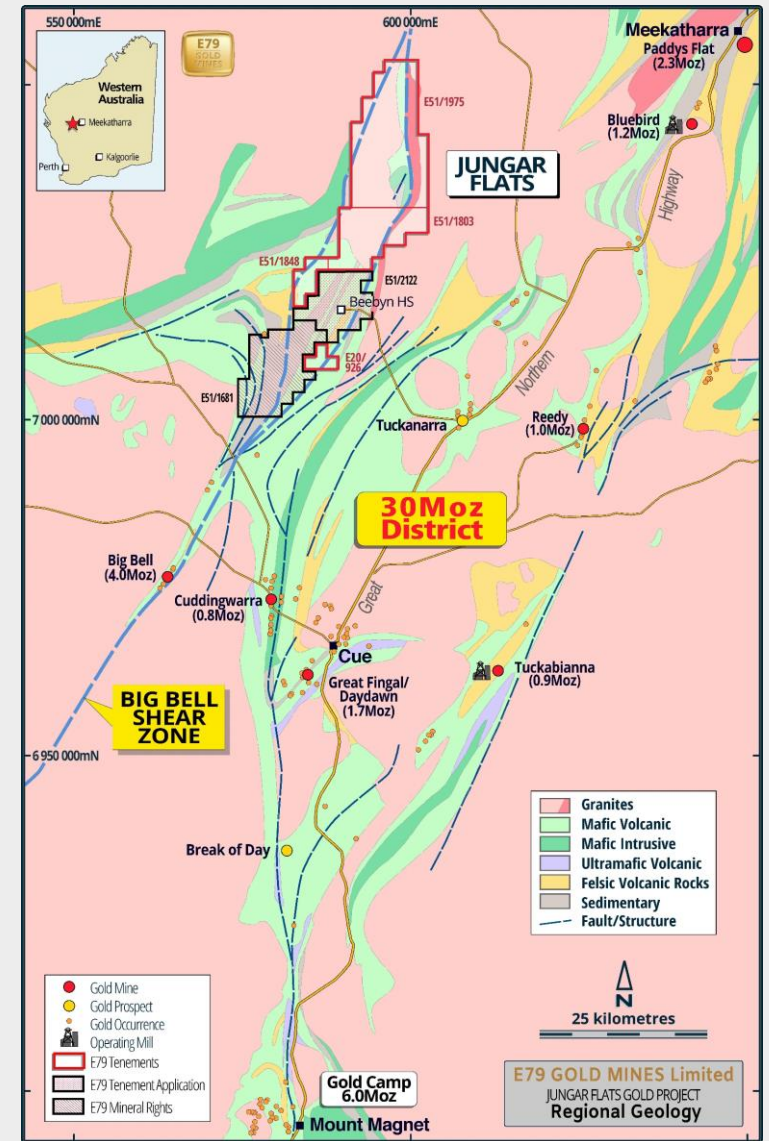 550 000mE
600 000mE
E79
GOLD
MINES
Western
Australia
Meekatharra
Perth
Kalgoorlie
Meekatharra
Paddys Flat
(2.3Moz)
Bluebird
(1.2Moz)
E51/1975
JUNGAR
FLATS
Highway
E51/1803
E51/1848
E51/2122
Beebyn HS
E20/
926
E51/1681
Northern
7 000 000mN
Tuckanarra
Reedy
(1.0Moz)
30Moz
District
Big Bell
(4.0Moz)
Cuddingwarra
(0.8Moz)
Great
Cue
Great Fingal/
Daydawn
(1.7Moz)
Tuckabianna
(0.9Moz)
BIG BELL
SHEAR
ZONE
6 950 000mN
Break of Day
Granites
Mafic Volcanic
Mafic Intrusive
Ultramafic Volcanic
Felsic Volcanic Rocks
Sedimentary
Fault/Structure
N
25 kilometres
Gold Mine
Gold Prospect
Gold Occurrence
Operating Mill
E79 Tenements
E79 Tenement Application
E79 Mineral Rights
Gold Camp
6.0Moz
Mount Magnet
E79 GOLD MINES Limited
JUNGAR FLATS GOLD PROJECT
Regional Geology